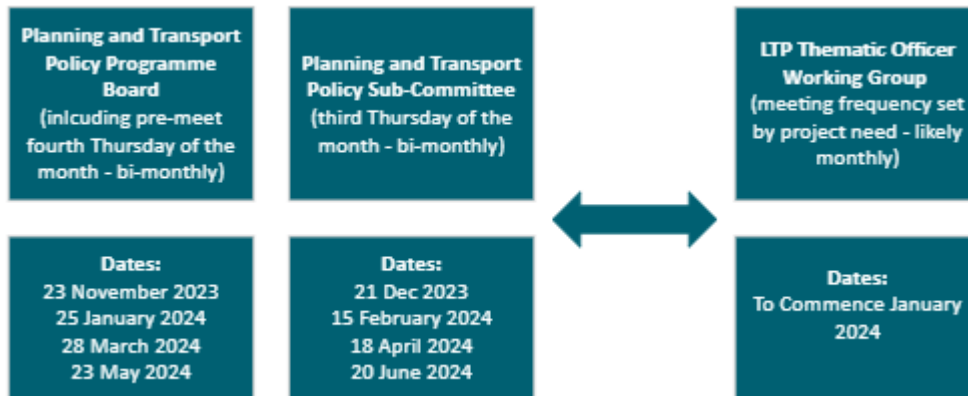 Planning and Transport
Policy Programme
Board
(inlcuding pre-meet
fourth Thursday of the
month - bi-monthly)
Planning and Transport
Policy Sub-Committee
(third Thursday of the
month - bi-monthly)
LTP Thematic Officer
Working Group
(meeting frequency set
by project need - likely
monthly)
Dates:
23 November 2023
25 January 2024
28 March 2024
23 May 2024
Dates:
21 Dec 2023
15 February 2024
18 April 2024
20 June 2024
Dates:
To Commence January
2024